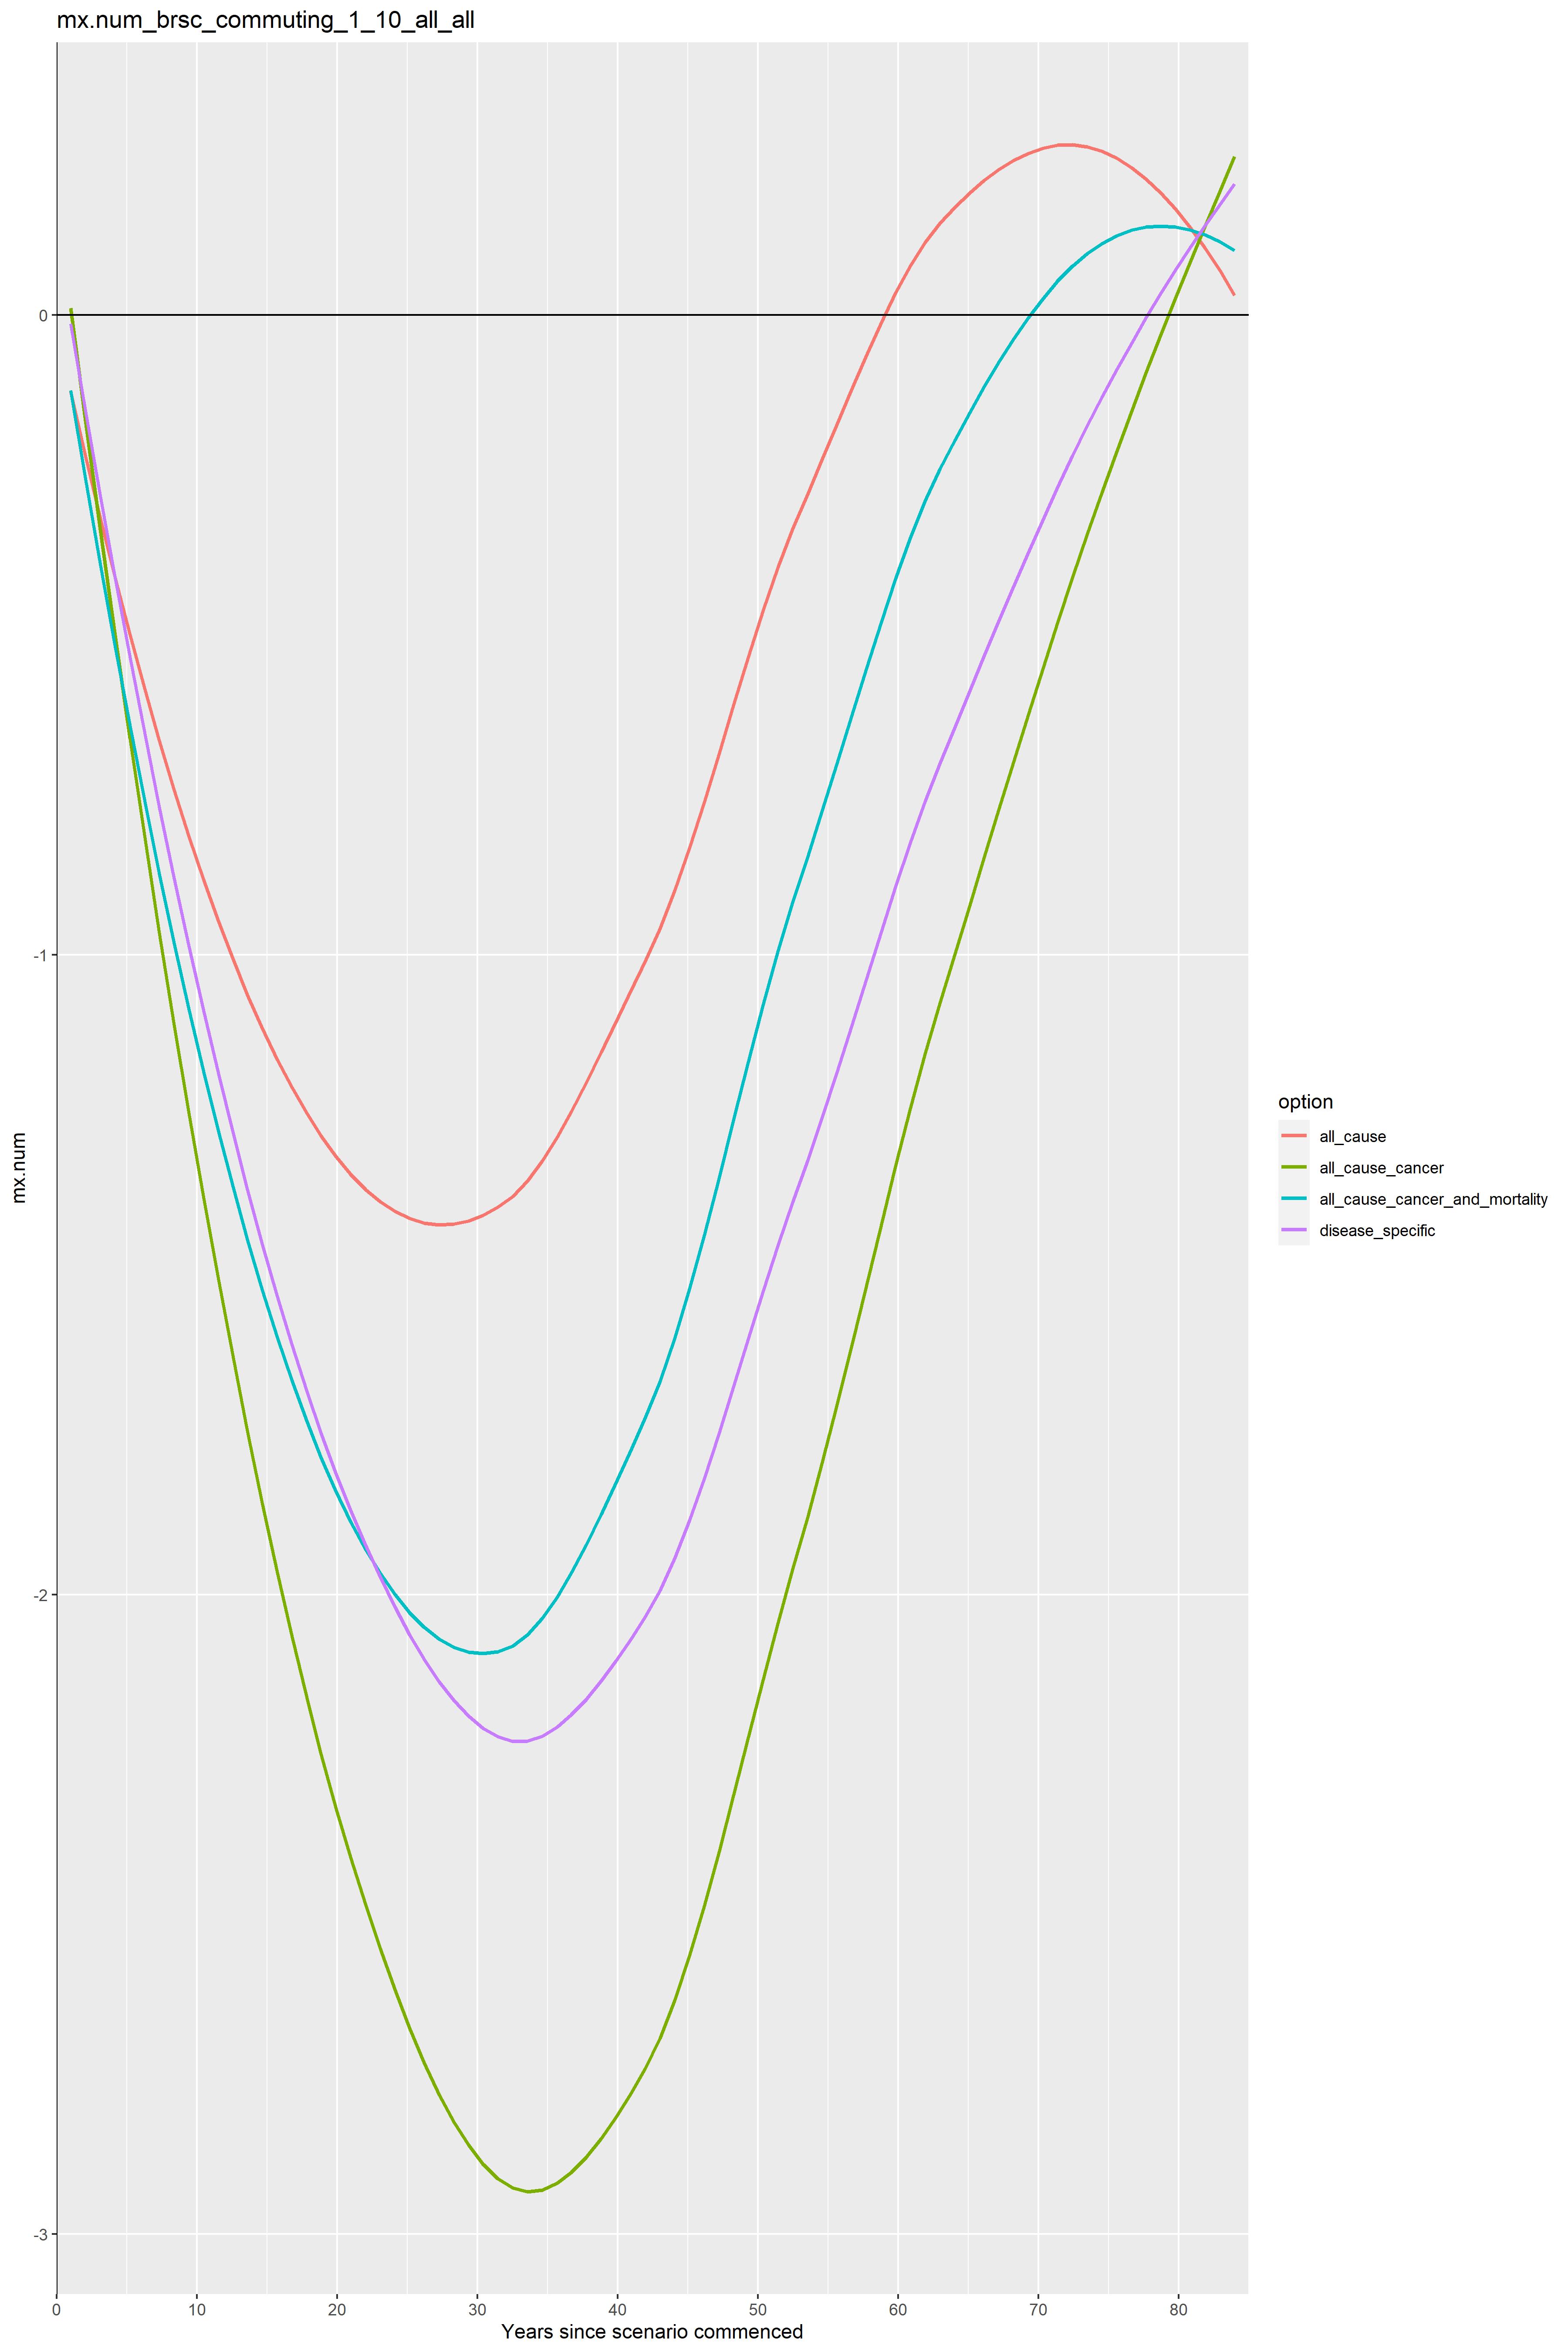 mx.num_brsc_commuting_1_10_all_all
mx.num
0
-1
-2
-3
0 10 20 30 40 50 60 70 80
Years since scenario commenced
option
all_cause
all_cause_cancer
all_cause_cancer_and_mortality
disease_specific